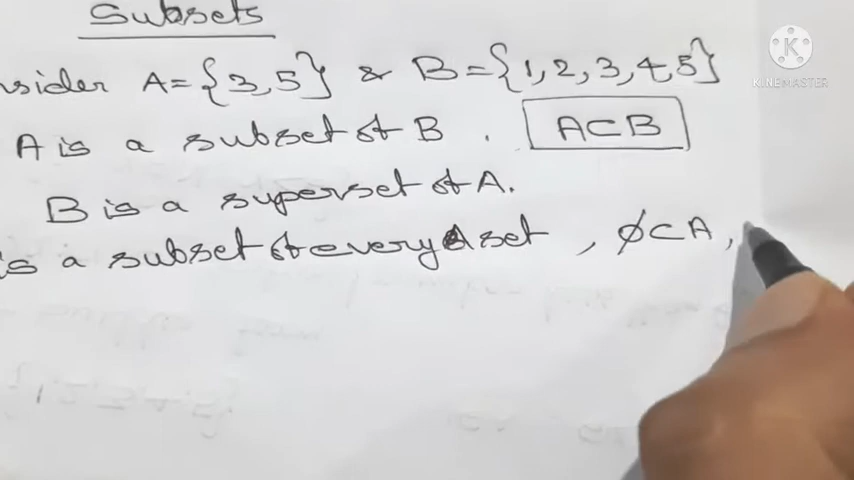 Subsets
K
KINEMASTER
sider A = {3, 5} & B = {1, 2, 3, 4, 5}
A is a subset of B . A⊂B
B is a superset of A.
is a subset of every set , ϕ⊂A ,